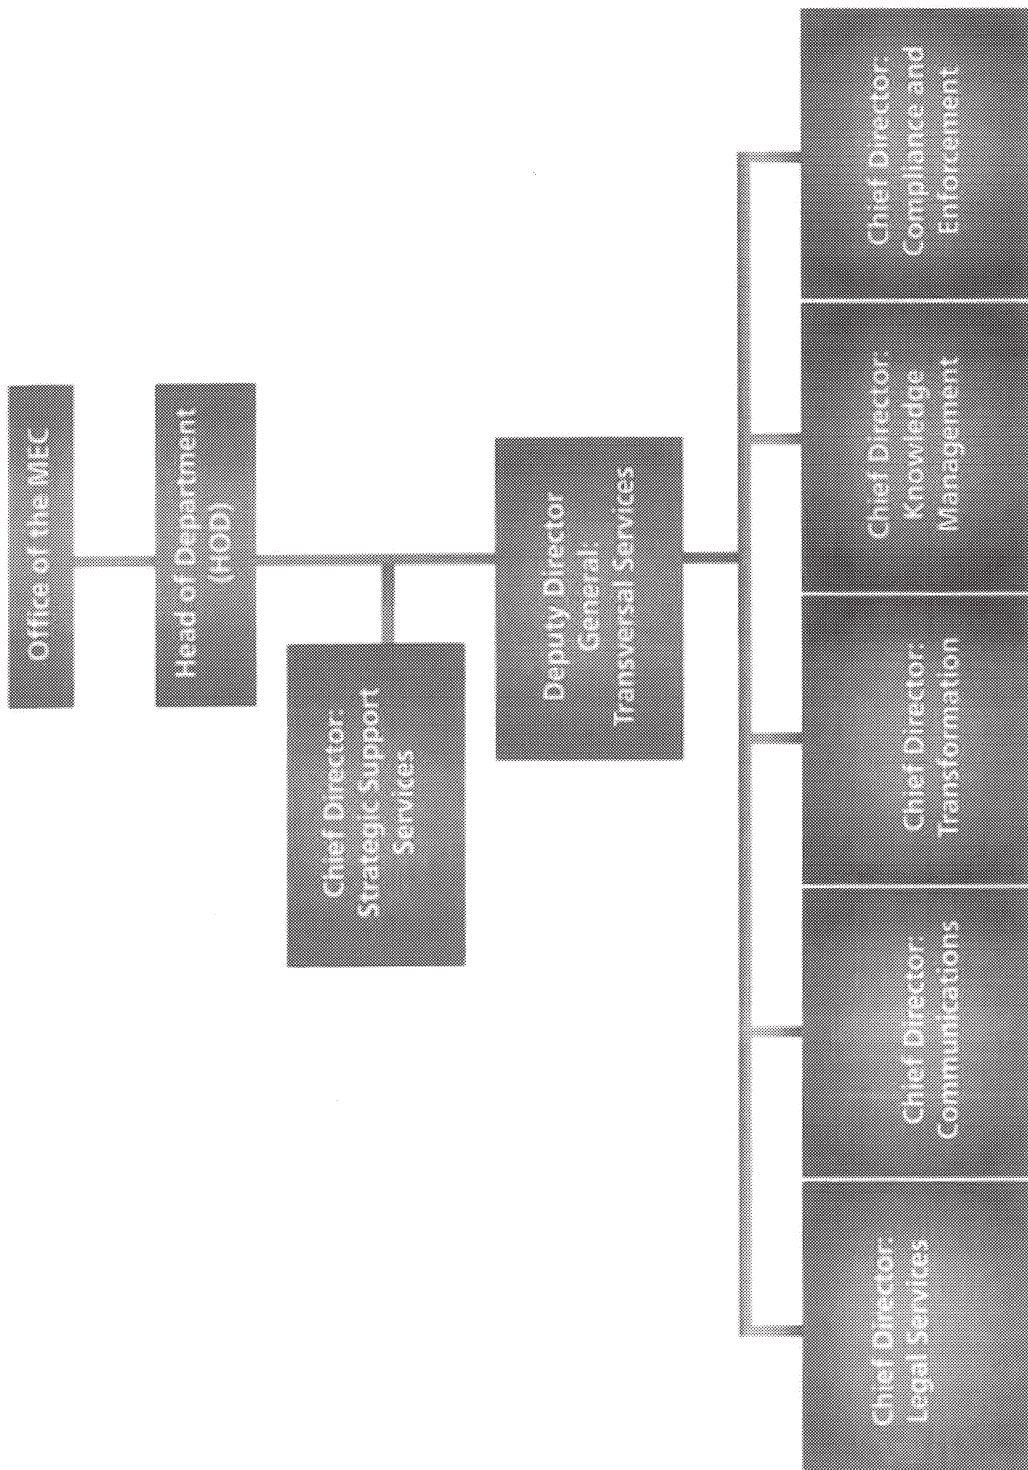 Office of the MEC
Head of Department
(HOD)
Chief Director:
Strategic Support
Services
Deputy Director
General:
Transversal Services
Chief Director:
Legal Services
Chief Director:
Communications
Chief Director:
Transformation
Chief Director:
Knowledge
Management
Chief Director:
Compliance and
Enforcement